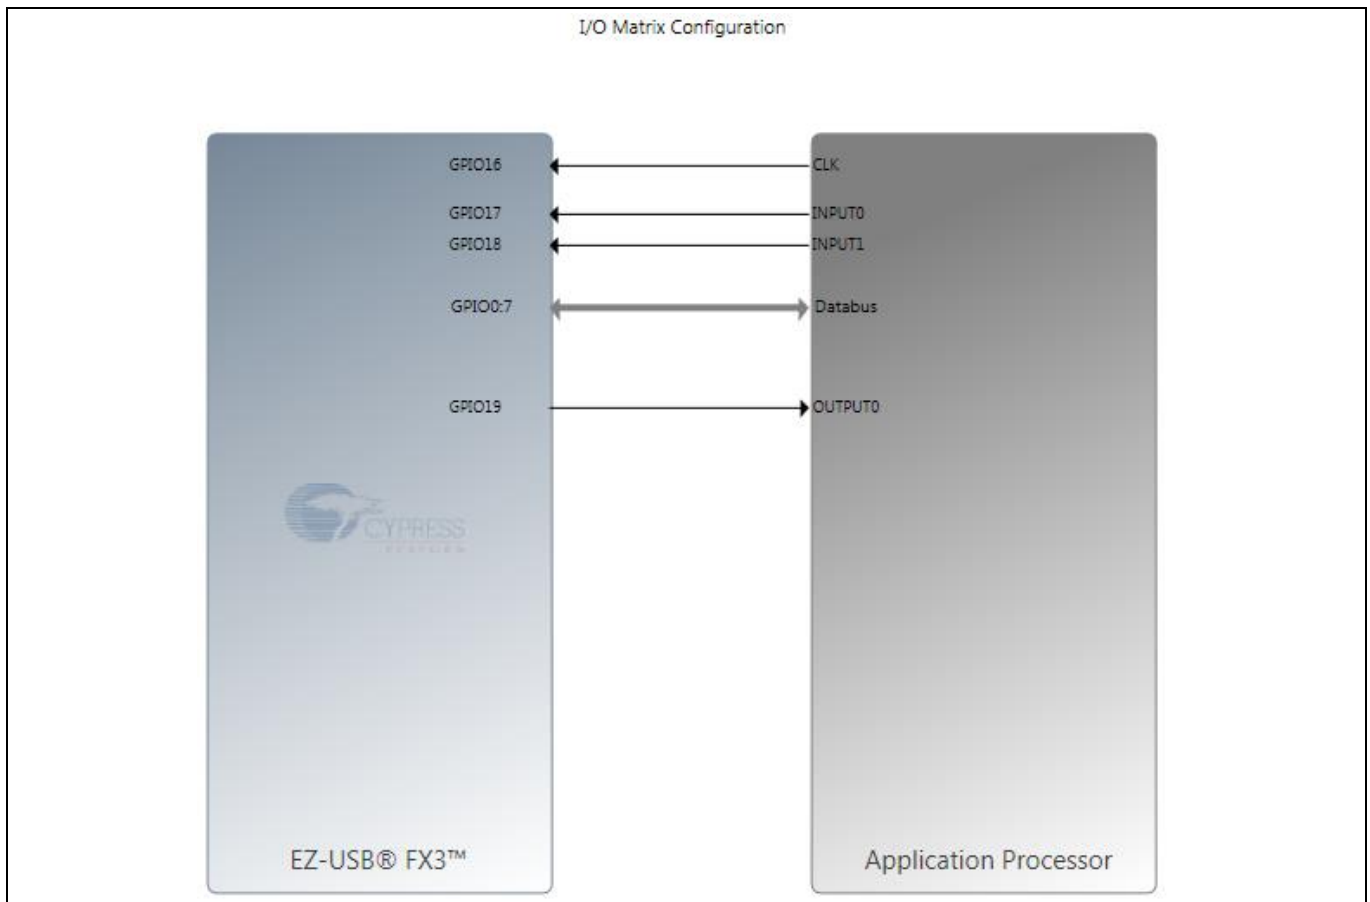 I/O Matrix Configuration
GPIO16 CLK
GPIO17 INPUT0
GPIO18 INPUT1
GPIO0:7 Databus
GPIO19 OUTPUT0
CYPRESS
EZ-USB® FX3™ Application Processor